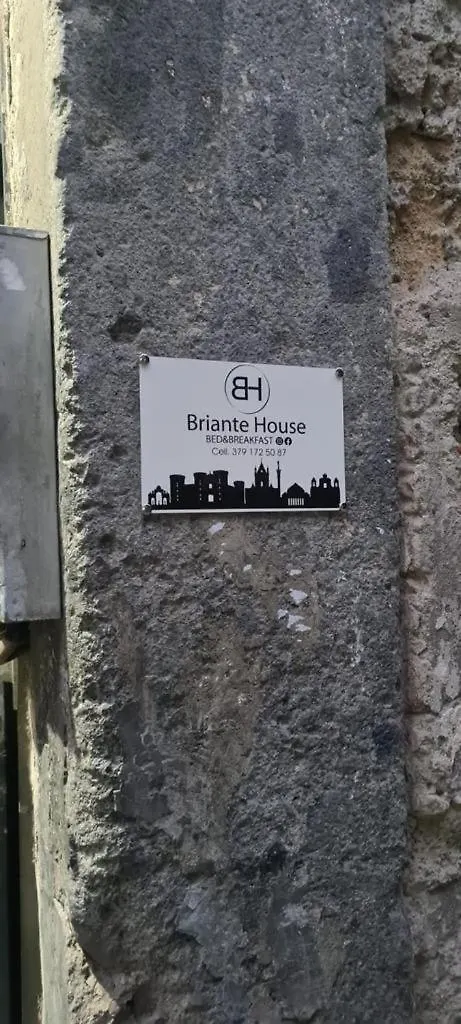 BH
Briante House
BED&BREAKFAST
Cell. 379 172 50 87